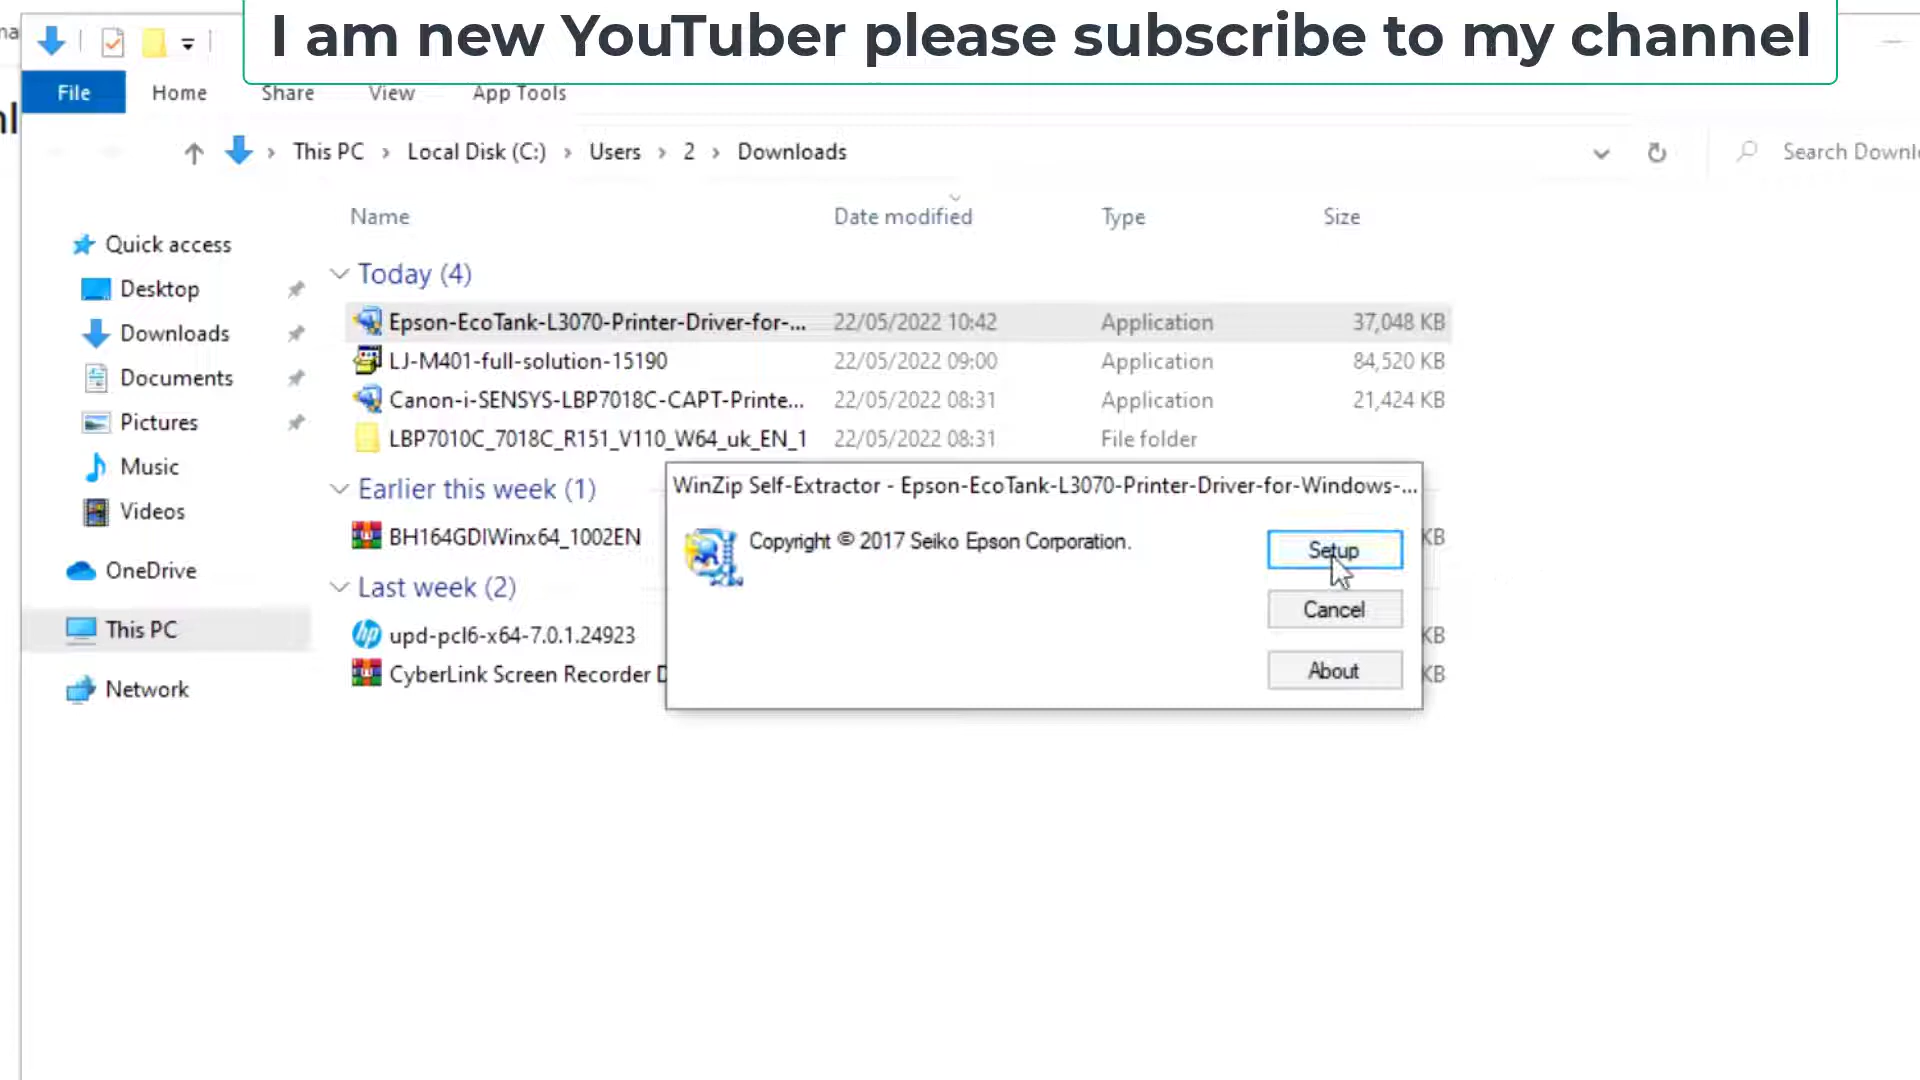 I am new YouTuber please subscribe to my channel
File Home Share View App Tools
This PC › Local Disk (C:) › Users › 2 › Downloads
Search Downl
Name Date modified Type Size
Quick access
Desktop
Downloads
Documents
Pictures
Music
Videos
OneDrive
This PC
Network
Today (4)
Epson-EcoTank-L3070-Printer-Driver-for-... 22/05/2022 10:42 Application 37,048 KB
LJ-M401-full-solution-15190 22/05/2022 09:00 Application 84,520 KB
Canon-i-SENSYS-LBP7018C-CAPT-Printe... 22/05/2022 08:31 Application 21,424 KB
LBP7010C_7018C_R151_V110_W64_uk_EN_1 22/05/2022 08:31 File folder
Earlier this week (1)
BH164GDIWinx64_1002EN KB
Last week (2)
upd-pcl6-x64-7.0.1.24923 KB
CyberLink Screen Recorder D KB
WinZip Self-Extractor - Epson-EcoTank-L3070-Printer-Driver-for-Windows-...
Copyright © 2017 Seiko Epson Corporation.
Setup
Cancel
About